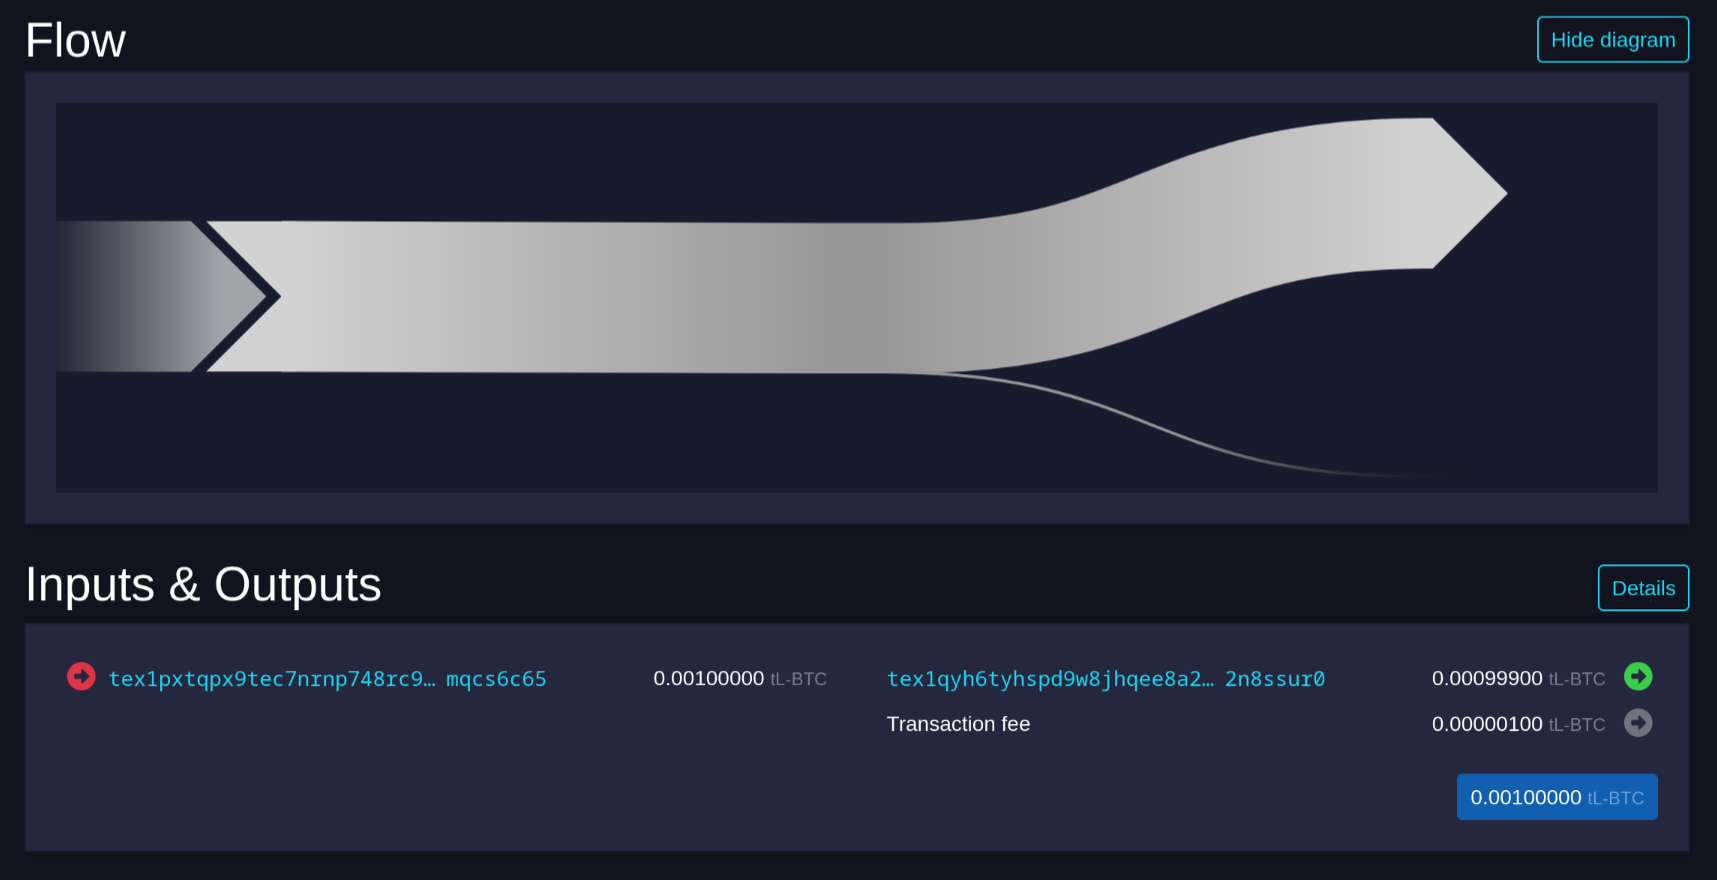 Flow
Hide diagram
Inputs & Outputs
Details
tex1pxtqpx9tec7nrnp748rc9… mqcs6c65 0.00100000 tL-BTC
tex1qyh6tyhspd9w8jhqee8a2… 2n8ssur0 0.00099900 tL-BTC
Transaction fee 0.00000100 tL-BTC
0.00100000 tL-BTC